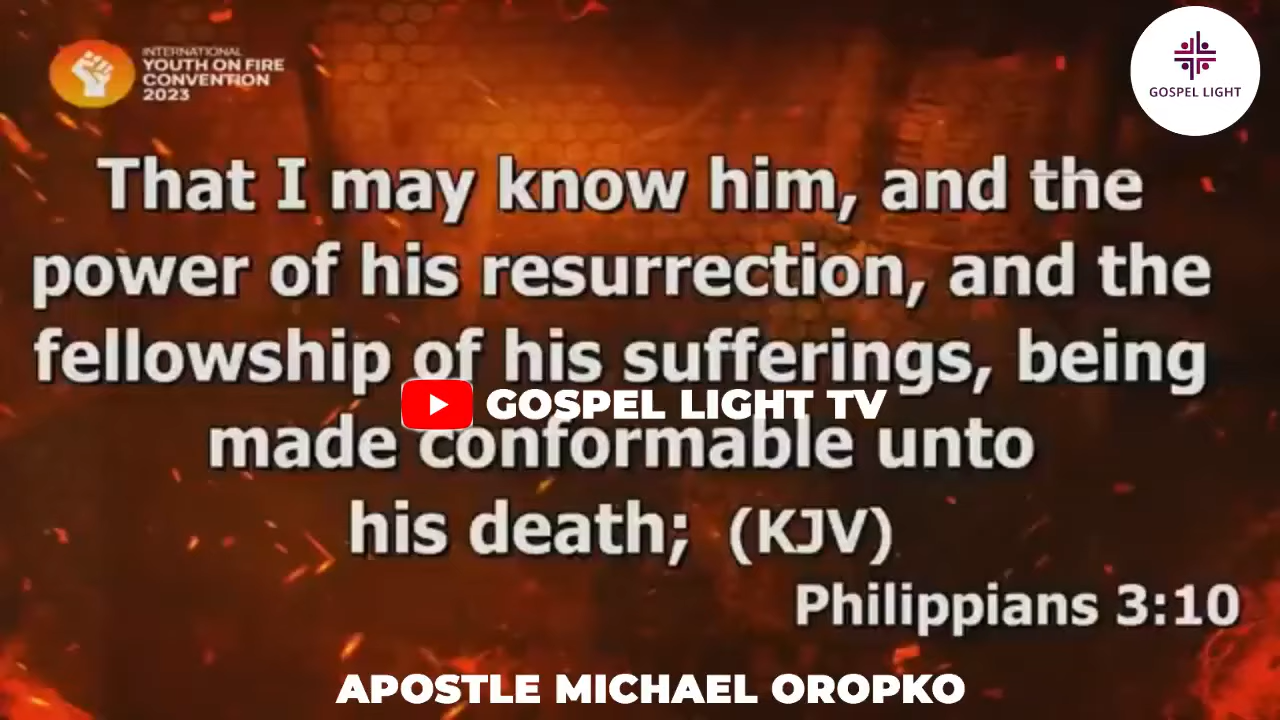 INTERNATIONAL
YOUTH ON FIRE
CONVENTION
2023
GOSPEL LIGHT
That I may know him, and the
power of his resurrection, and the
fellowship of his sufferings, being
GOSPEL LIGHT TV
made conformable unto
his death; (KJV)
Philippians 3:10
APOSTLE MICHAEL OROPKO